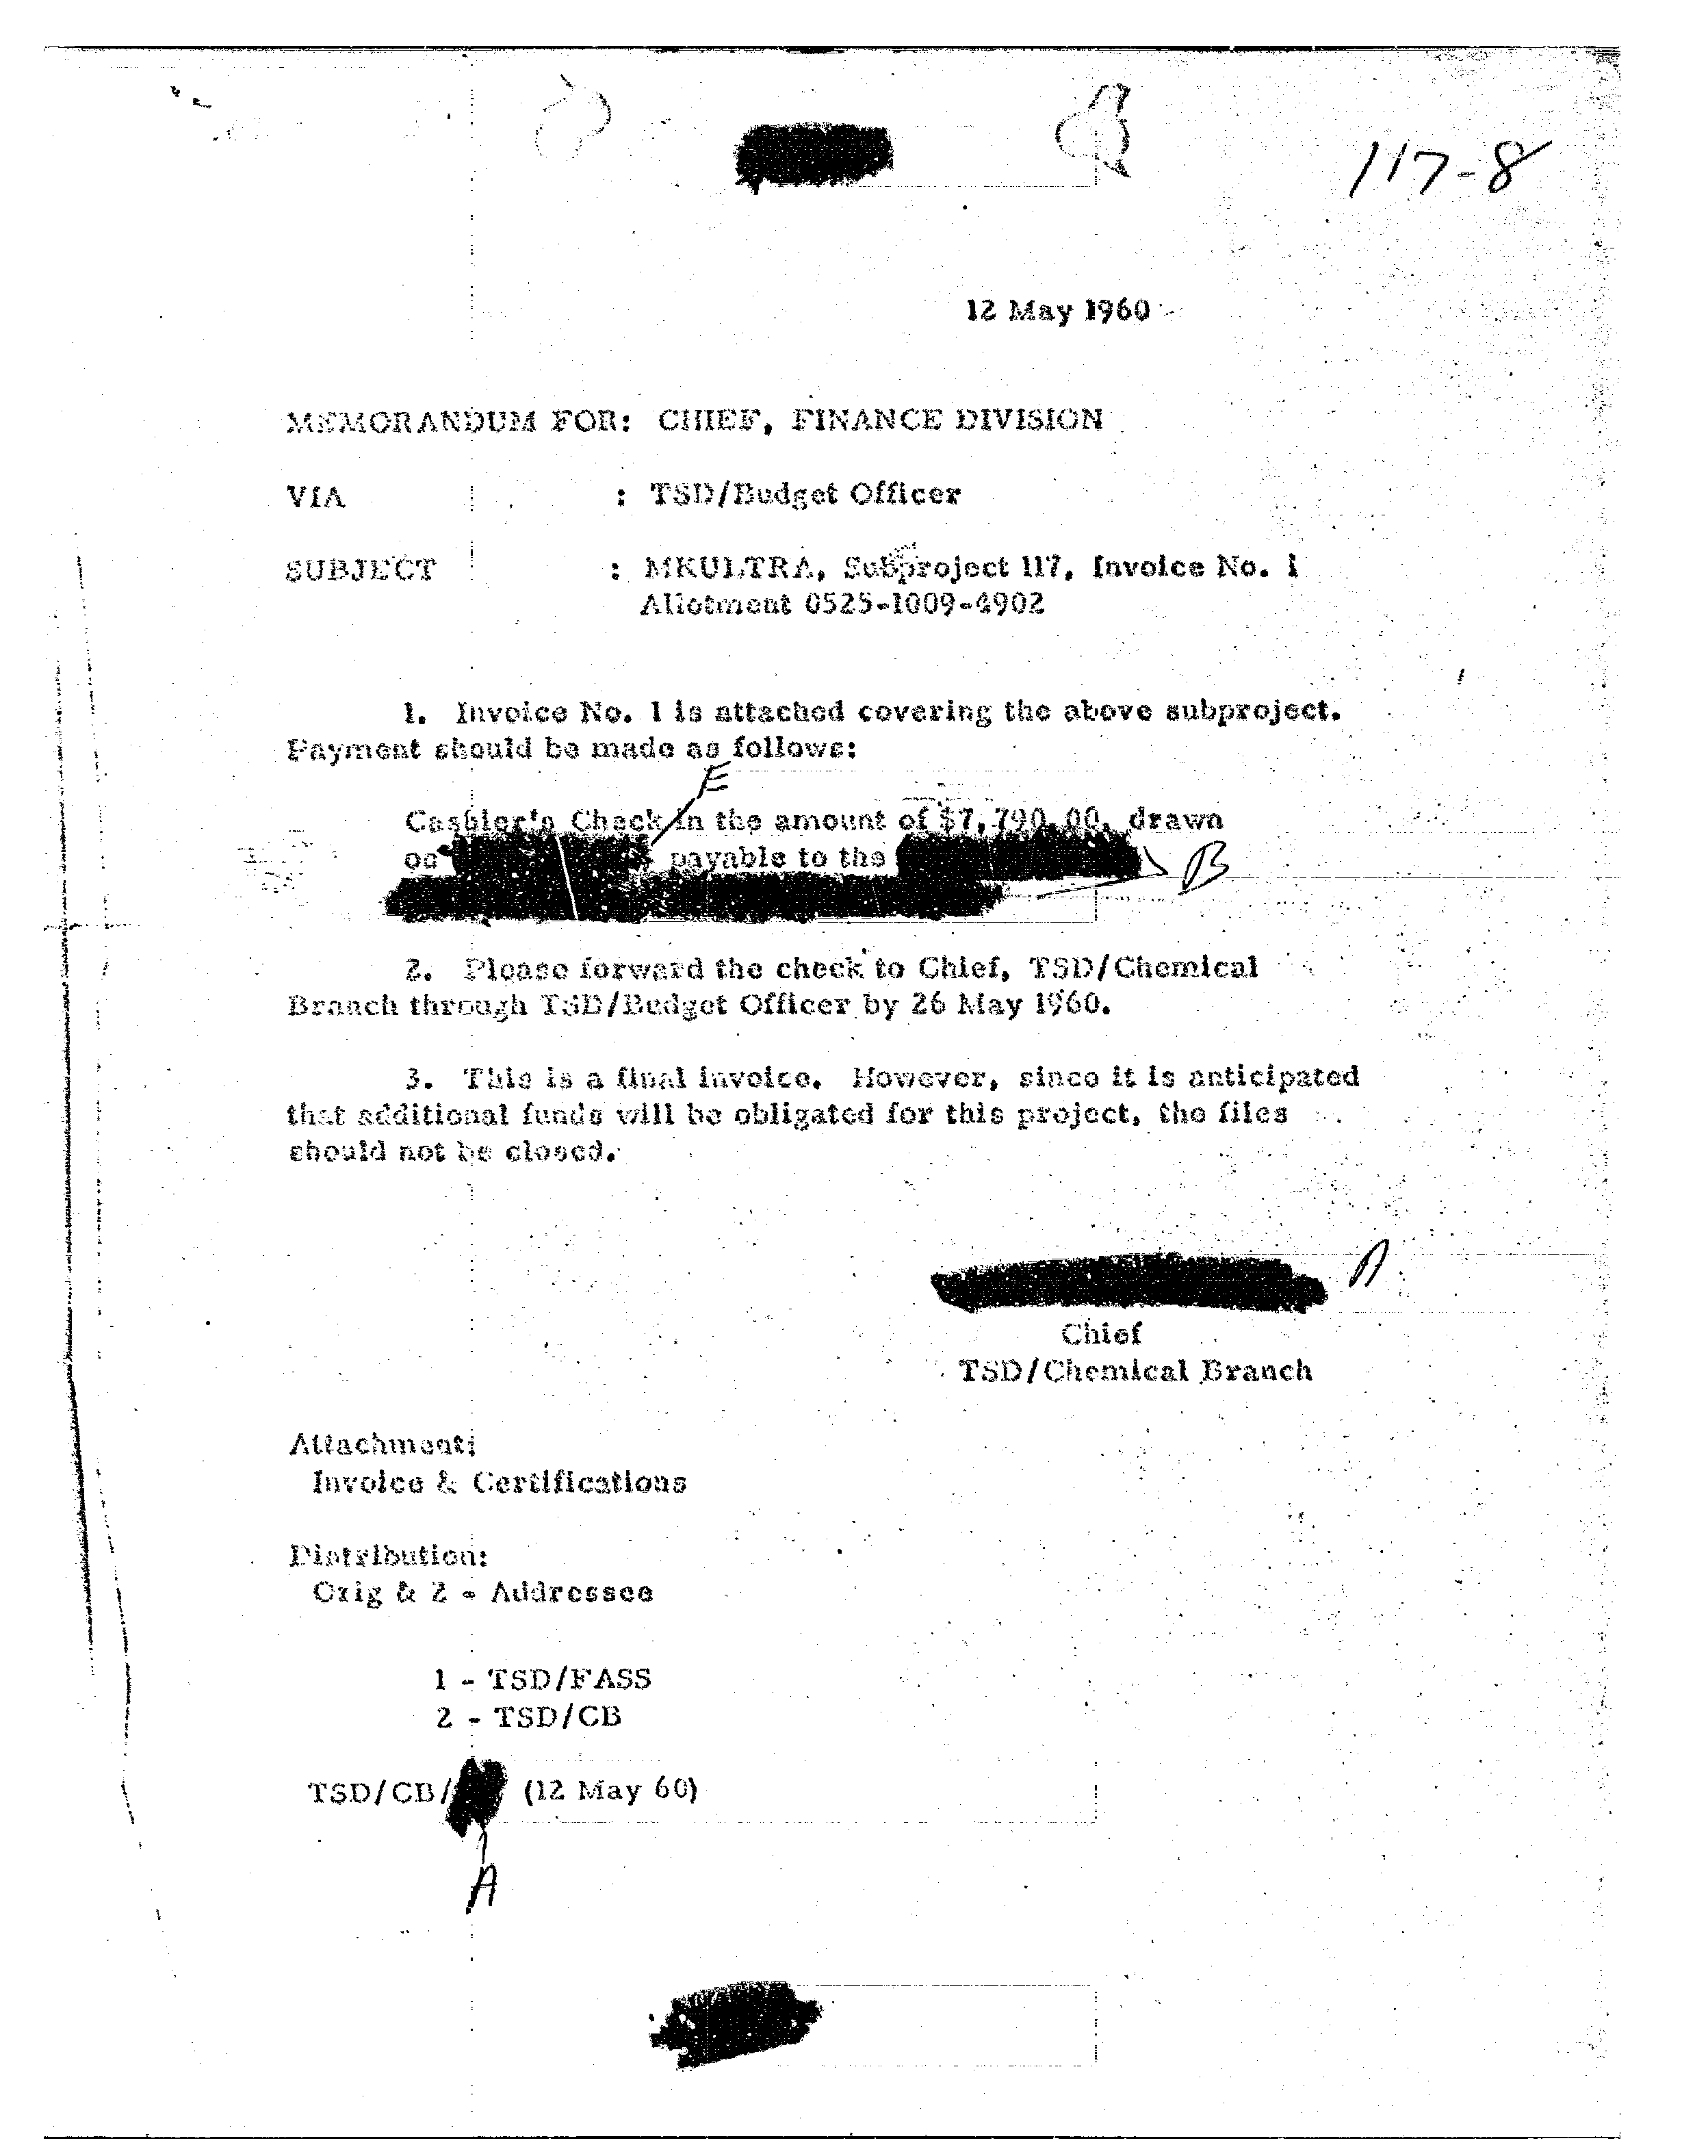 117-8
12 May 1960
MEMORANDUM FOR: CHIEF, FINANCE DIVISION
VIA : TSD/Budget Officer
SUBJECT : MKULTRA, Subproject 117, Invoice No. 1
Allotment 0525-1009-4902
1. Invoice No. 1 is attached covering the above subproject.
Payment should be made as follows:
E
Cashier's Check in the amount of $7,790.00, drawn
on payable to the
B
2. Please forward the check to Chief, TSD/Chemical
Branch through TSD/Budget Officer by 26 May 1960.
3. This is a final invoice. However, since it is anticipated
that additional funds will be obligated for this project, the files
should not be closed.
A
Chief
TSD/Chemical Branch
Attachment:
Invoice & Certifications
Distribution:
Orig & 2 - Addressee
1 - TSD/FASS
2 - TSD/CB
TSD/CB/ (12 May 60)
A